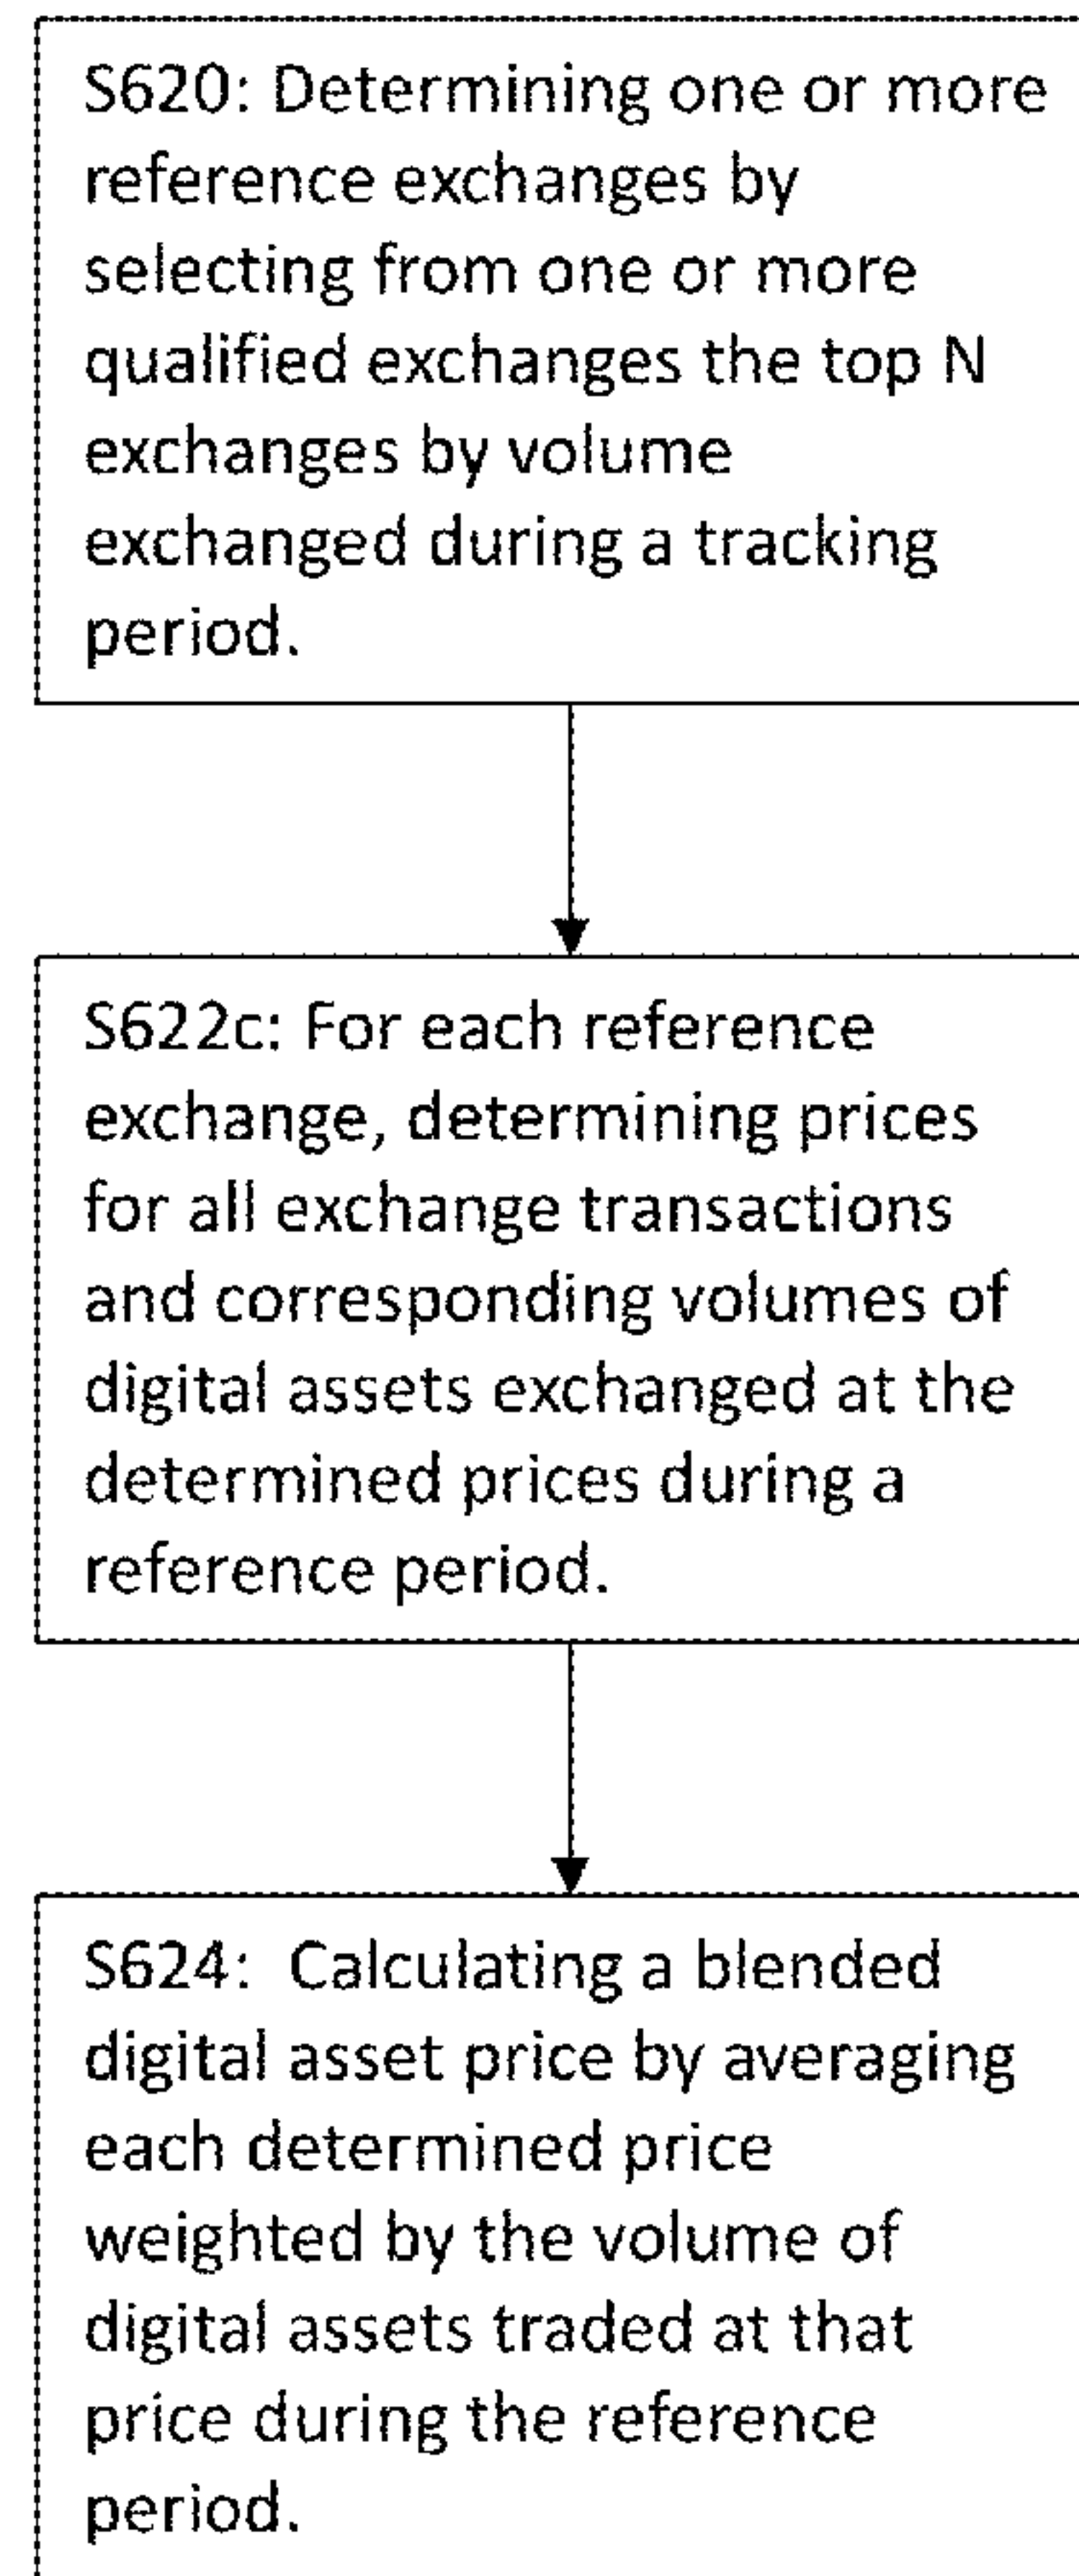 S620: Determining one or more
reference exchanges by
selecting from one or more
qualified exchanges the top N
exchanges by volume
exchanged during a tracking
period.
S622c: For each reference
exchange, determining prices
for all exchange transactions
and corresponding volumes of
digital assets exchanged at the
determined prices during a
reference period.
S624:  Calculating a blended
digital asset price by averaging
each determined price
weighted by the volume of
digital assets traded at that
price during the reference
period.